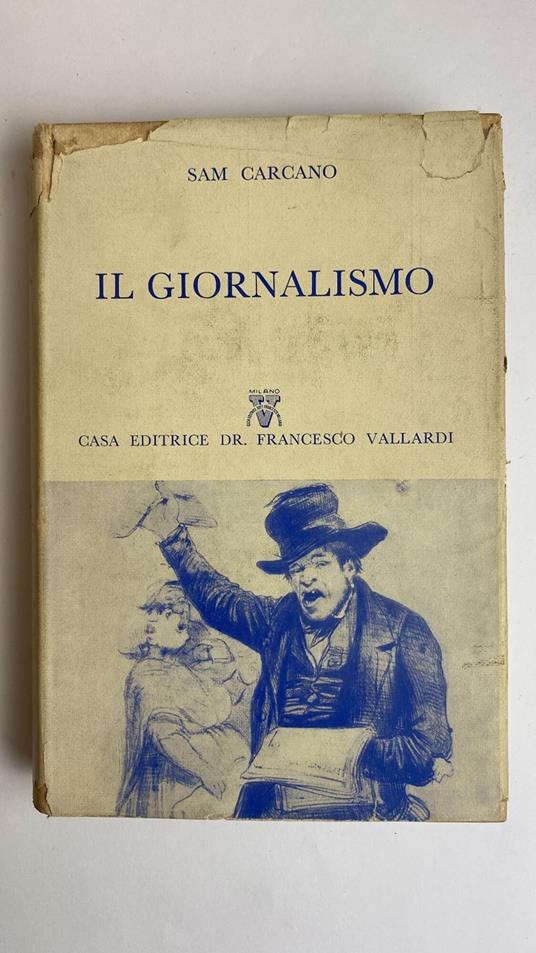 SAM CARCANO
IL GIORNALISMO
MILANO
V
CASA EDITRICE DR. FRANCESCO VALLARDI